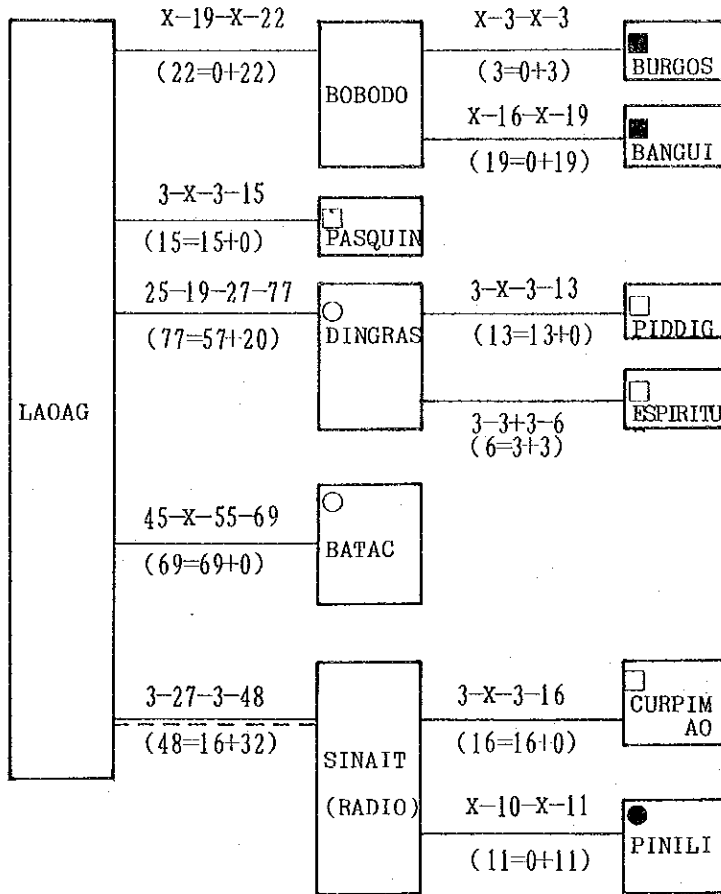 X-19-X-22
(22=0+22)
X-3-X-3
(3=0+3)
BURGOS
BOBODO
X-16-X-19
(19=0+19)
BANGUI
3-X-3-15
(15=15+0)
PASQUIN
25-19-27-77
(77=57+20)
DINGRAS
3-X-3-13
(13=13+0)
PIDDIG
LAOAG
3-3+3-6
(6=3+3)
ESPIRITU
45-X-55-69
(69=69+0)
BATAC
3-27-3-48
(48=16+32)
SINAIT
(RADIO)
3-X-3-16
(16=16+0)
CURPIM
AO
X-10-X-11
(11=0+11)
PINILI